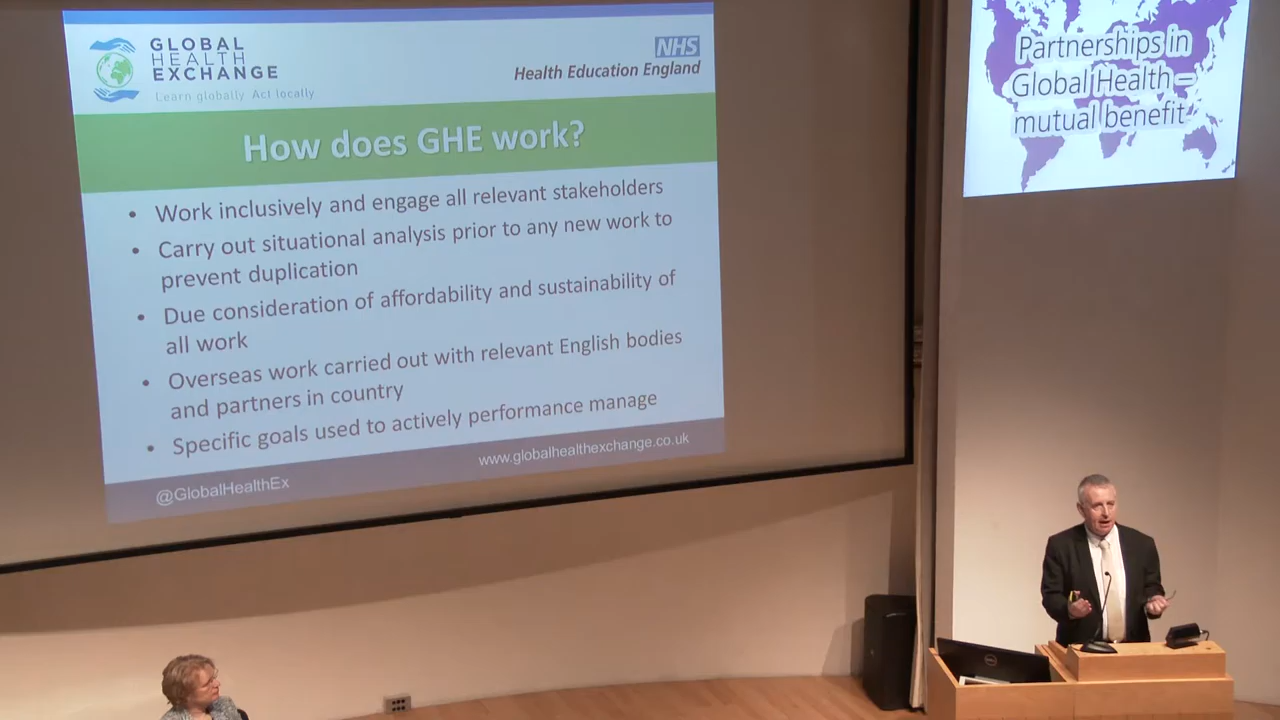 GLOBAL
HEALTH
EXCHANGE
Learn globally Act locally
NHS
Health Education England
How does GHE work?
• Work inclusively and engage all relevant stakeholders
• Carry out situational analysis prior to any new work to
prevent duplication
• Due consideration of affordability and sustainability of
all work
• Overseas work carried out with relevant English bodies
and partners in country
• Specific goals used to actively performance manage
@GlobalHealthEx
www.globalhealthexchange.co.uk
Partnerships in
Global Health –
mutual benefit
DELL